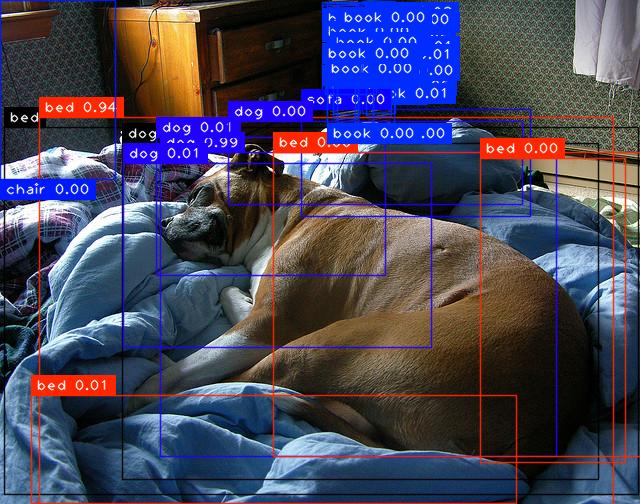 book 0.00 .00
book 0.00 .01
book 0.00 .00
k 0.01
sofa 0.00
bed 0.94
dog 0.00
bed
dog 0.01
dog
0.99
book 0.00 .00
bed 0.00
bed 0.00
dog 0.01
chair 0.00
bed 0.01